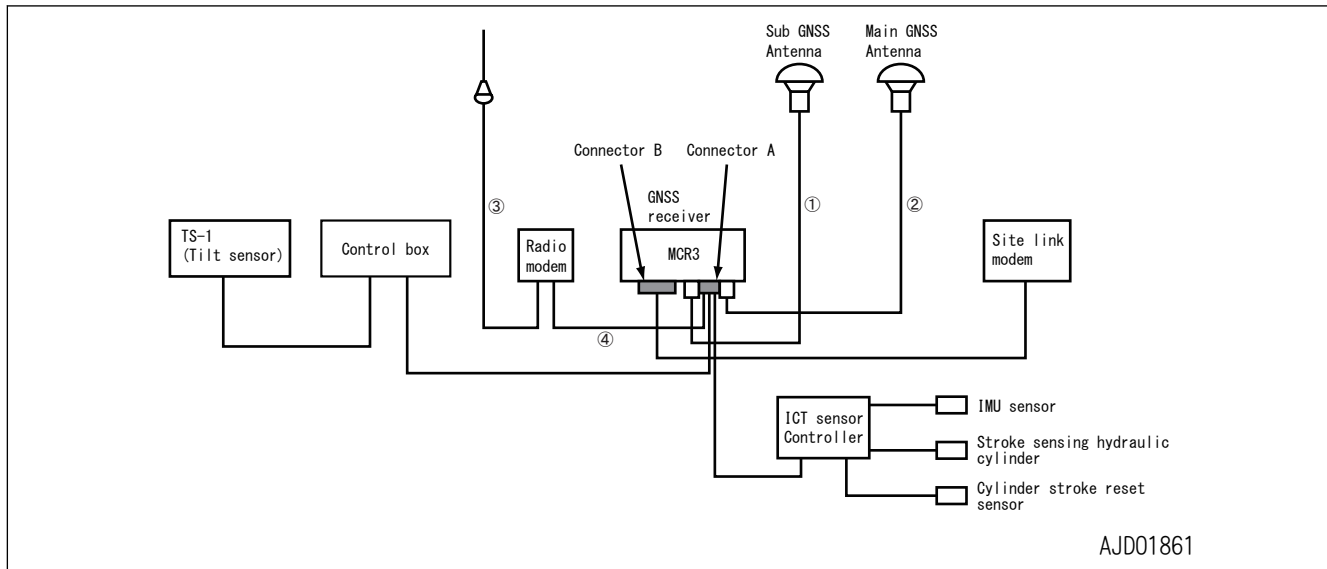 Sub GNSS
Antenna
Main GNSS
Antenna
Connector B
Connector A
③
GNSS
receiver
①
②
TS-1
(Tilt sensor)
Control box
Radio
modem
MCR3
Site link
modem
④
ICT sensor
Controller
IMU sensor
Stroke sensing hydraulic
cylinder
Cylinder stroke reset
sensor
AJD01861